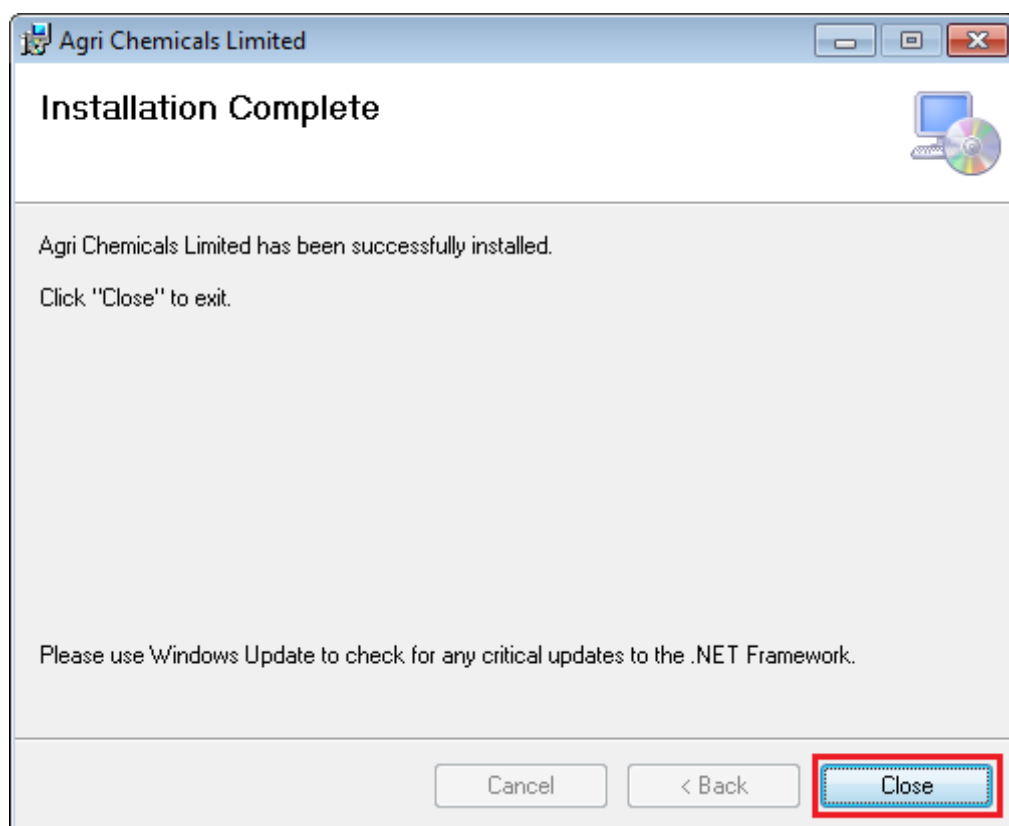 Agri Chemicals Limited
Installation Complete
Agri Chemicals Limited has been successfully installed.
Click "Close" to exit.
Please use Windows Update to check for any critical updates to the .NET Framework.
Cancel
< Back
Close